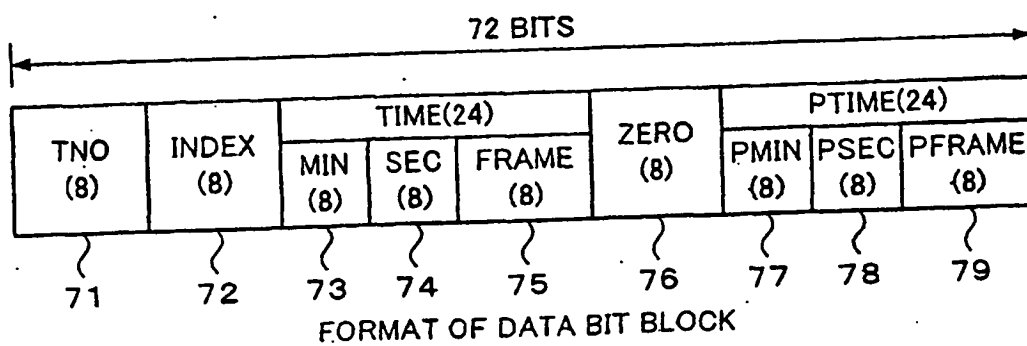 72 BITS
TNO
(8)
INDEX
(8)
TIME(24)
MIN
(8)
SEC
(8)
FRAME
(8)
ZERO
(8)
PTIME(24)
PMIN
(8)
PSEC
(8)
PFRAME
(8)
71 72 73 74 75 76 77 78 79
FORMAT OF DATA BIT BLOCK